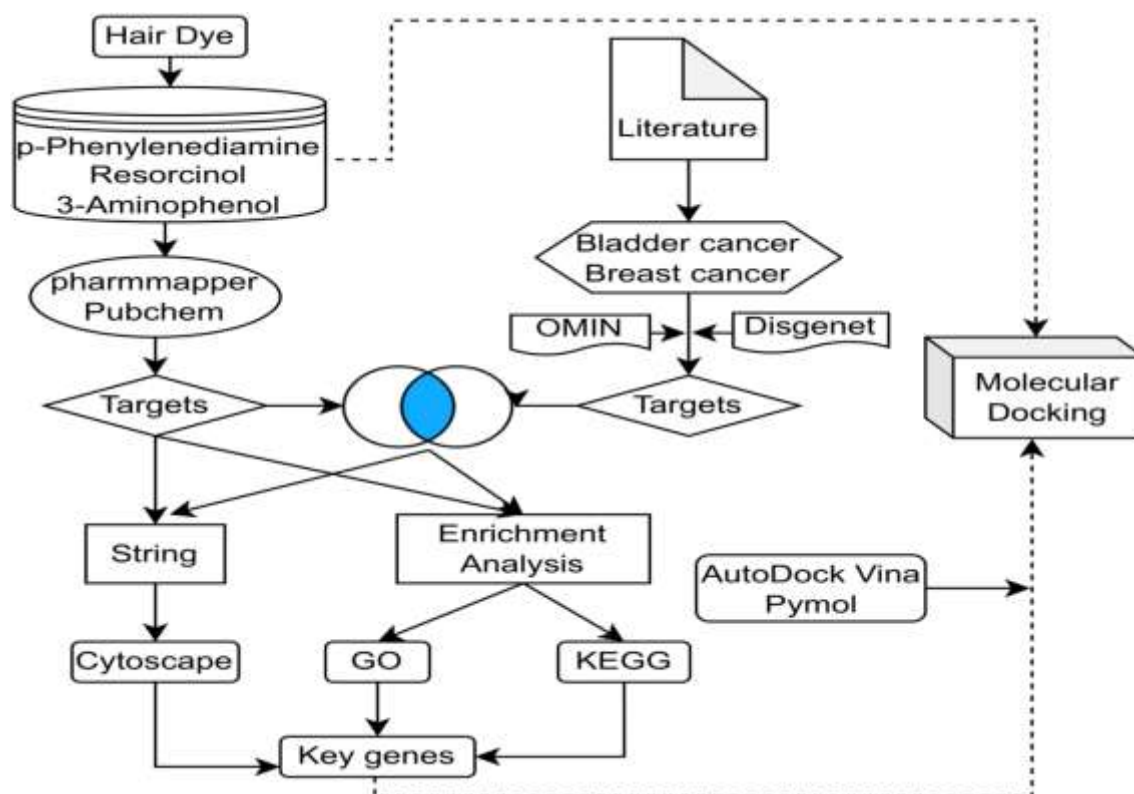 Hair Dye
p-Phenylenediamine
Resorcinol
3-Aminophenol
pharmmapper
Pubchem
Targets
Literature
Bladder cancer
Breast cancer
OMIN
Disgenet
Targets
Molecular
Docking
String
Enrichment
Analysis
AutoDock Vina
Pymol
Cytoscape
GO
KEGG
Key genes